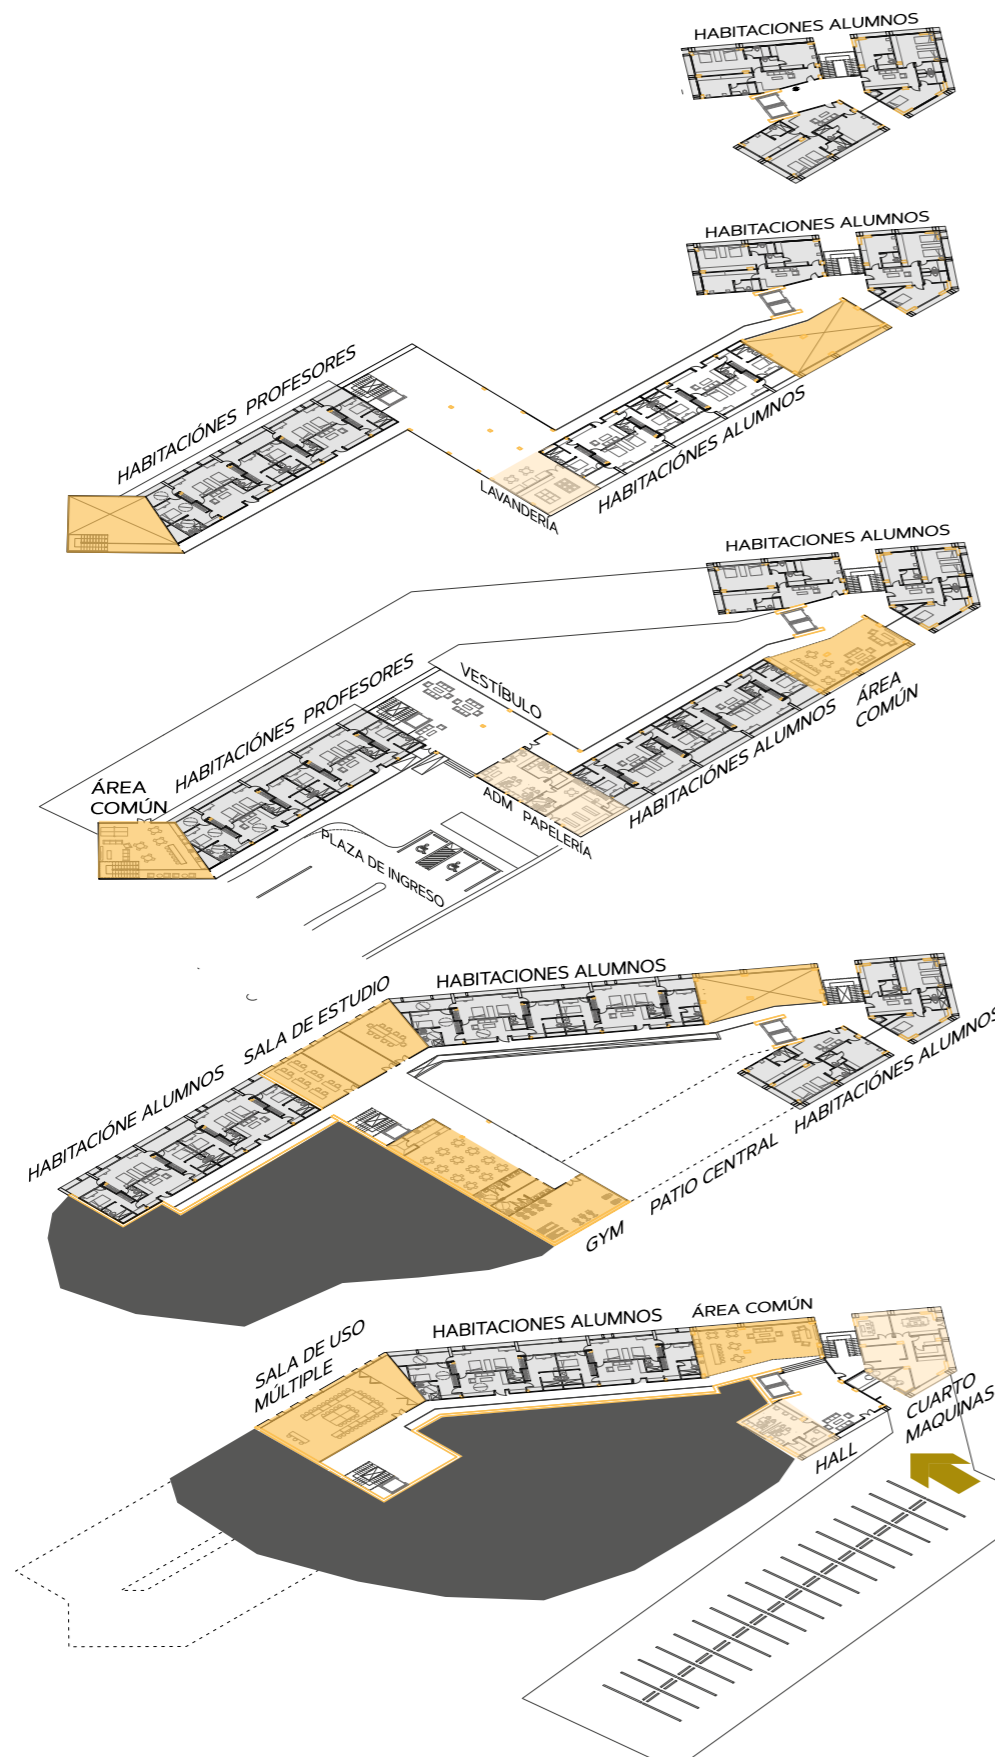 HABITACIONES ALUMNOS
HABITACIONES ALUMNOS
HABITACIÓNES PROFESORES
LAVANDERÍA
HABITACIÓNES ALUMNOS
HABITACIONES ALUMNOS
HABITACIÓNES PROFESORES
VESTÍBULO
ÁREA
COMÚN
HABITACIÓNES ALUMNOS
ÁREA
COMÚN
ADM
PAPELERÍA
PLAZA DE INGRESO
HABITACIONES ALUMNOS
SALA DE ESTUDIO
HABITACIÓNE ALUMNOS
HABITACIÓNES ALUMNOS
PATIO CENTRAL
GYM
HABITACIONES ALUMNOS
ÁREA COMÚN
SALA DE USO
MÚLTIPLE
CUARTO
MAQUINAS
HALL